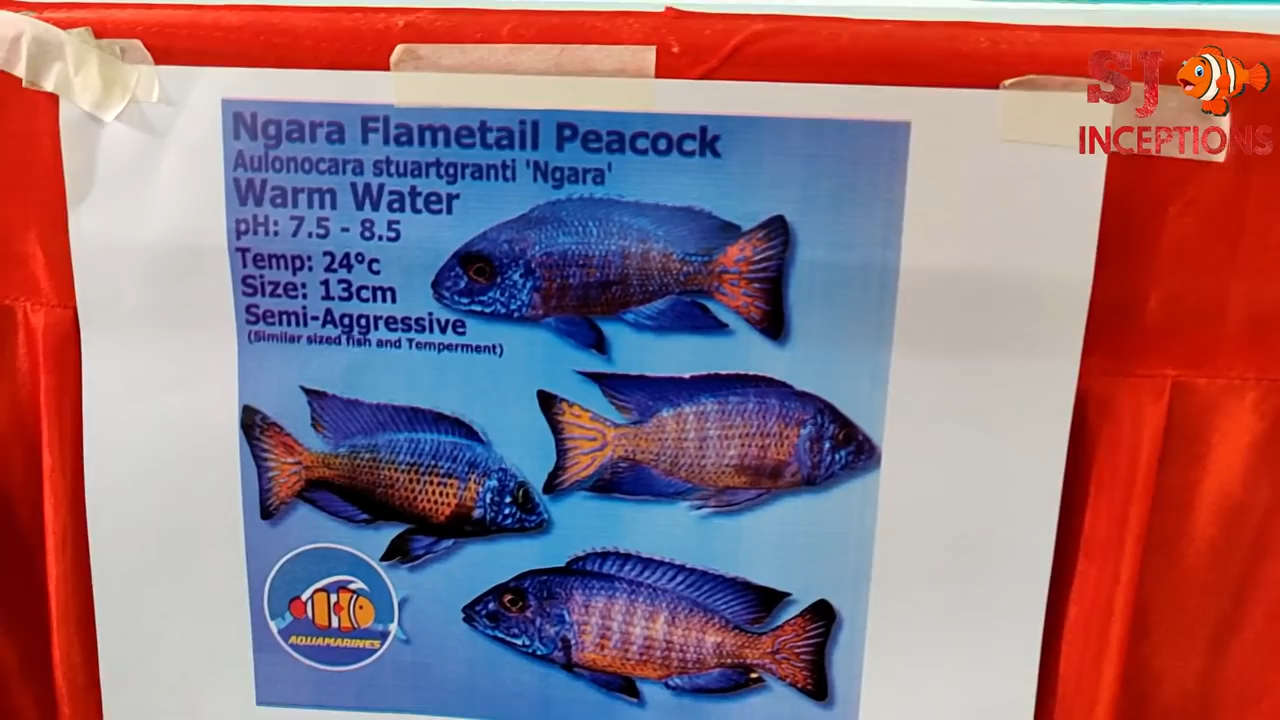 Ngara Flametail Peacock
Aulonocara stuartgranti 'Ngara'
Warm Water
pH: 7.5 - 8.5
Temp: 24°c
Size: 13cm
Semi-Aggressive
(Similar sized fish and Temperment)
AQUAMARINES
SJ
INCEPTIONS